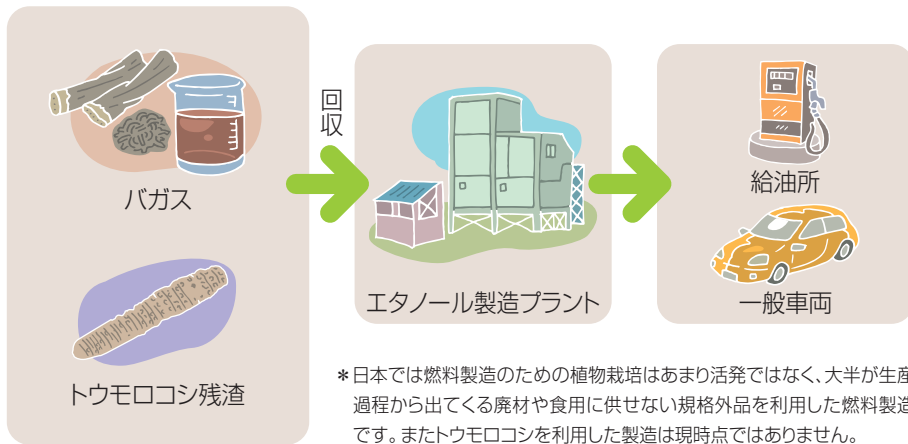 バガス
トウモロコシ残渣
回収
エタノール製造プラント
給油所
一般車両
*日本では燃料製造のための植物栽培はあまり活発ではなく、大半が生産
過程から出てくる廃材や食用に供せない規格外品を利用した燃料製造
です。またトウモロコシを利用した製造は現時点ではありません。